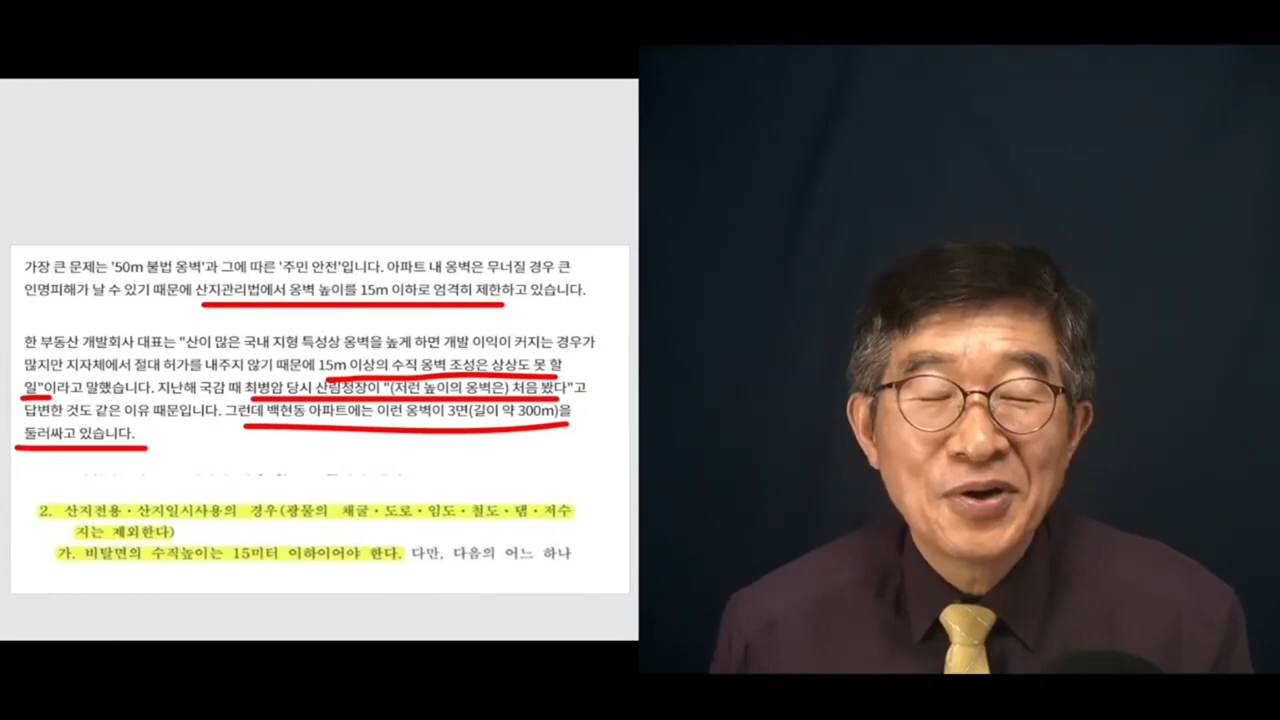 가장 큰 문제는 '50m 불법 옹벽'과 그에 따른 '주민 안전'입니다. 아파트 내 옹벽은 무너질 경우 큰
인명피해가 날 수 있기 때문에 산지관리법에서 옹벽 높이를 15m 이하로 엄격히 제한하고 있습니다.
한 부동산 개발회사 대표는 "산이 많은 국내 지형 특성상 옹벽을 높게 하면 개발 이익이 커지는 경우가
많지만 지자체에서 절대 허가를 내주지 않기 때문에 15m 이상의 수직 옹벽 조성은 상상도 못 할
일"이라고 말했습니다. 지난해 국감 때 최병암 당시 산림청장이 "(저런 높이의 옹벽은) 처음 봤다"고
답변한 것도 같은 이유 때문입니다. 그런데 백현동 아파트에는 이런 옹벽이 3면(길이 약 300m)을
둘러싸고 있습니다.
2. 산지전용·산지일시사용의 경우(광물의 채굴·도로·임도·철도·댐·저수
지는 제외한다)
가. 비탈면의 수직높이는 15미터 이하이어야 한다. 다만, 다음의 어느 하나